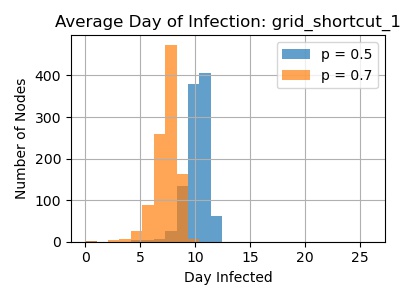 Average Day of Infection: grid_shortcut_1
p = 0.5
p = 0.7
Number of Nodes
400
300
200
100
0
0 5 10 15 20 25
Day Infected